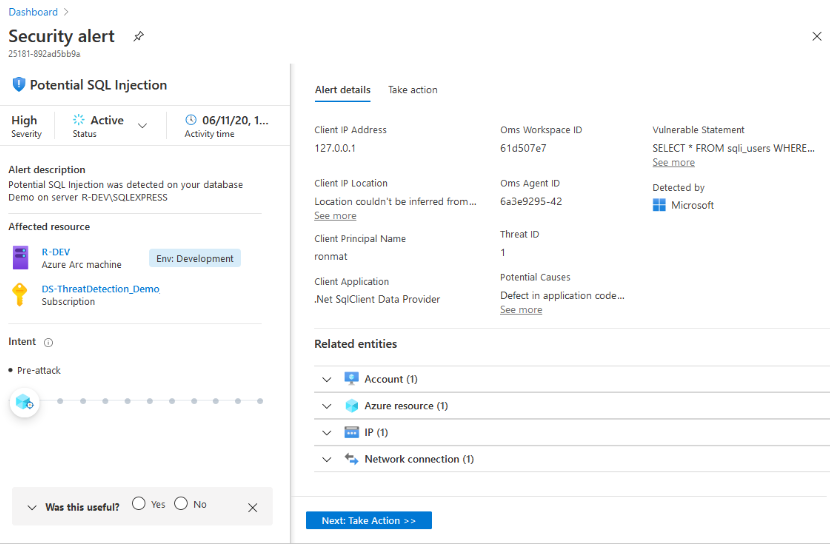 Dashboard >
Security alert
25181-892ad5bb9a
Potential SQL Injection
High
Severity
Active
Status
06/11/20, 1...
Activity time
Alert description
Potential SQL Injection was detected on your database
Demo on server R-DEV\SQLEXPRESS
Affected resource
R-DEV
Azure Arc machine
Env: Development
DS-ThreatDetection_Demo
Subscription
Intent
Pre-attack
Was this useful?
Yes
No
Alert details
Take action
Client IP Address
127.0.0.1
Client IP Location
Location couldn't be inferred from...
See more
Client Principal Name
ronmat
Client Application
.Net SqlClient Data Provider
Oms Workspace ID
61d507e7
Oms Agent ID
6a3e9295-42
Threat ID
1
Potential Causes
Defect in application code...
See more
Vulnerable Statement
SELECT * FROM sqli_users WHERE...
See more
Detected by
Microsoft
Related entities
Account (1)
Azure resource (1)
IP (1)
Network connection (1)
Next: Take Action >>